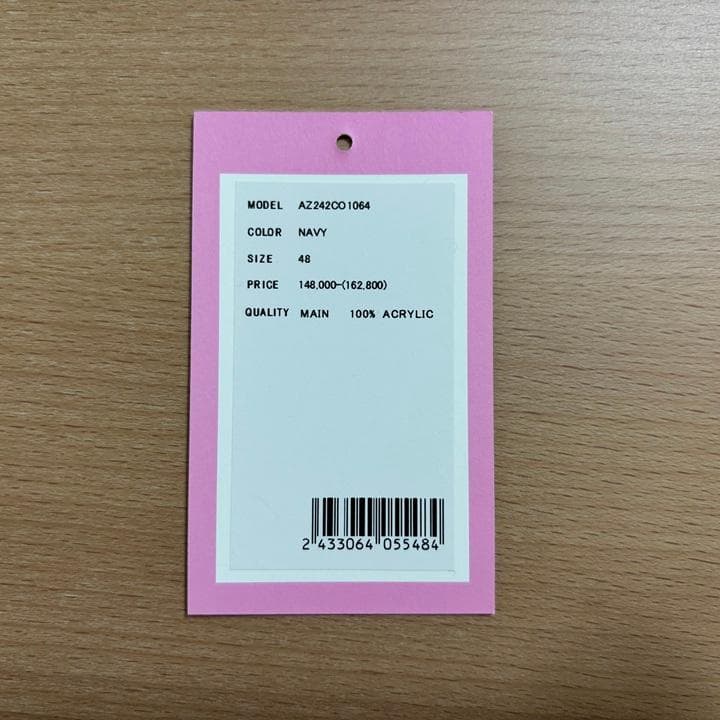 MODEL AZ242CO1064
COLOR NAVY
SIZE 48
PRICE 148,000-(162,800)
QUALITY MAIN 100% ACRYLIC
2 433064 055484